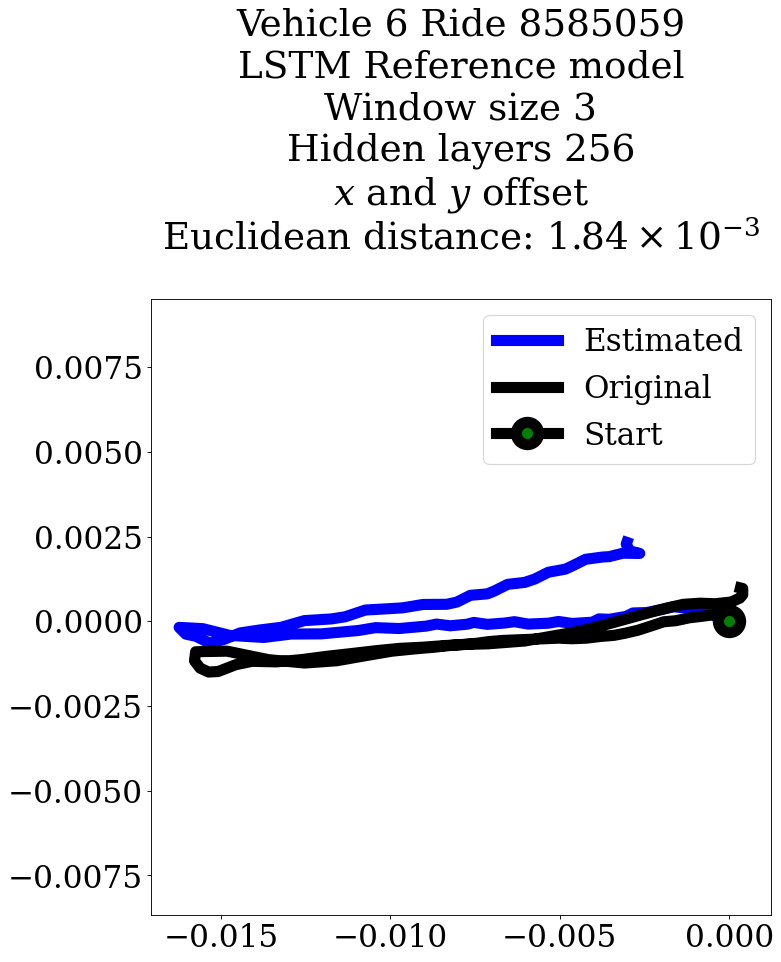 Vehicle 6 Ride 8585059
LSTM Reference model
Window size 3
Hidden layers 256
x and y offset
Euclidean distance: 1.84 × 10⁻³
Estimated
Original
Start
0.0075
0.0050
0.0025
0.0000
−0.0025
−0.0050
−0.0075
−0.015 −0.010 −0.005 0.000